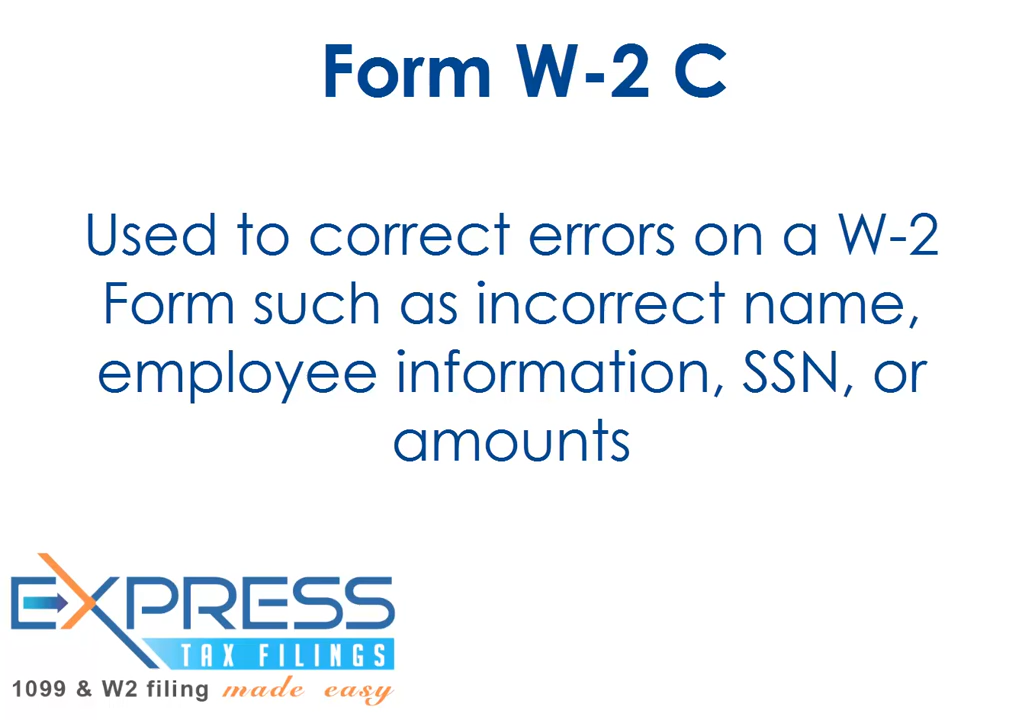 Form W-2 C
Used to correct errors on a W-2
Form such as incorrect name,
employee information, SSN, or
amounts
EXPRESS
TAX FILINGS
1099 & W2 filing made easy